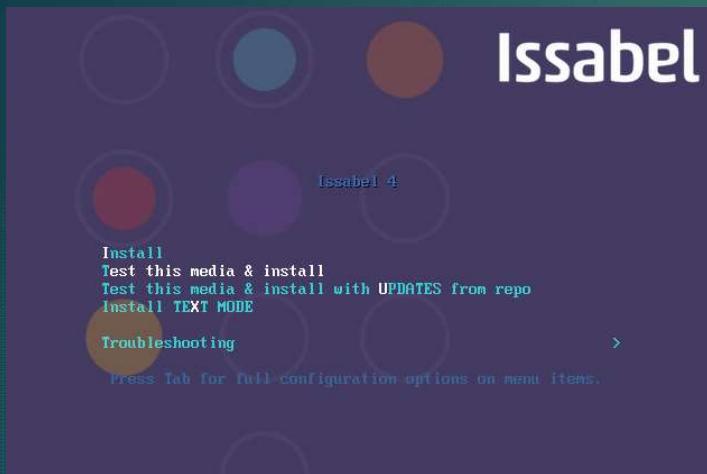 Issabel
Issabel 4
Install
Test this media & install
Test this media & install with UPDATES from repo
Install TEXT MODE
Troubleshooting >
Press Tab for full configuration options on menu items.